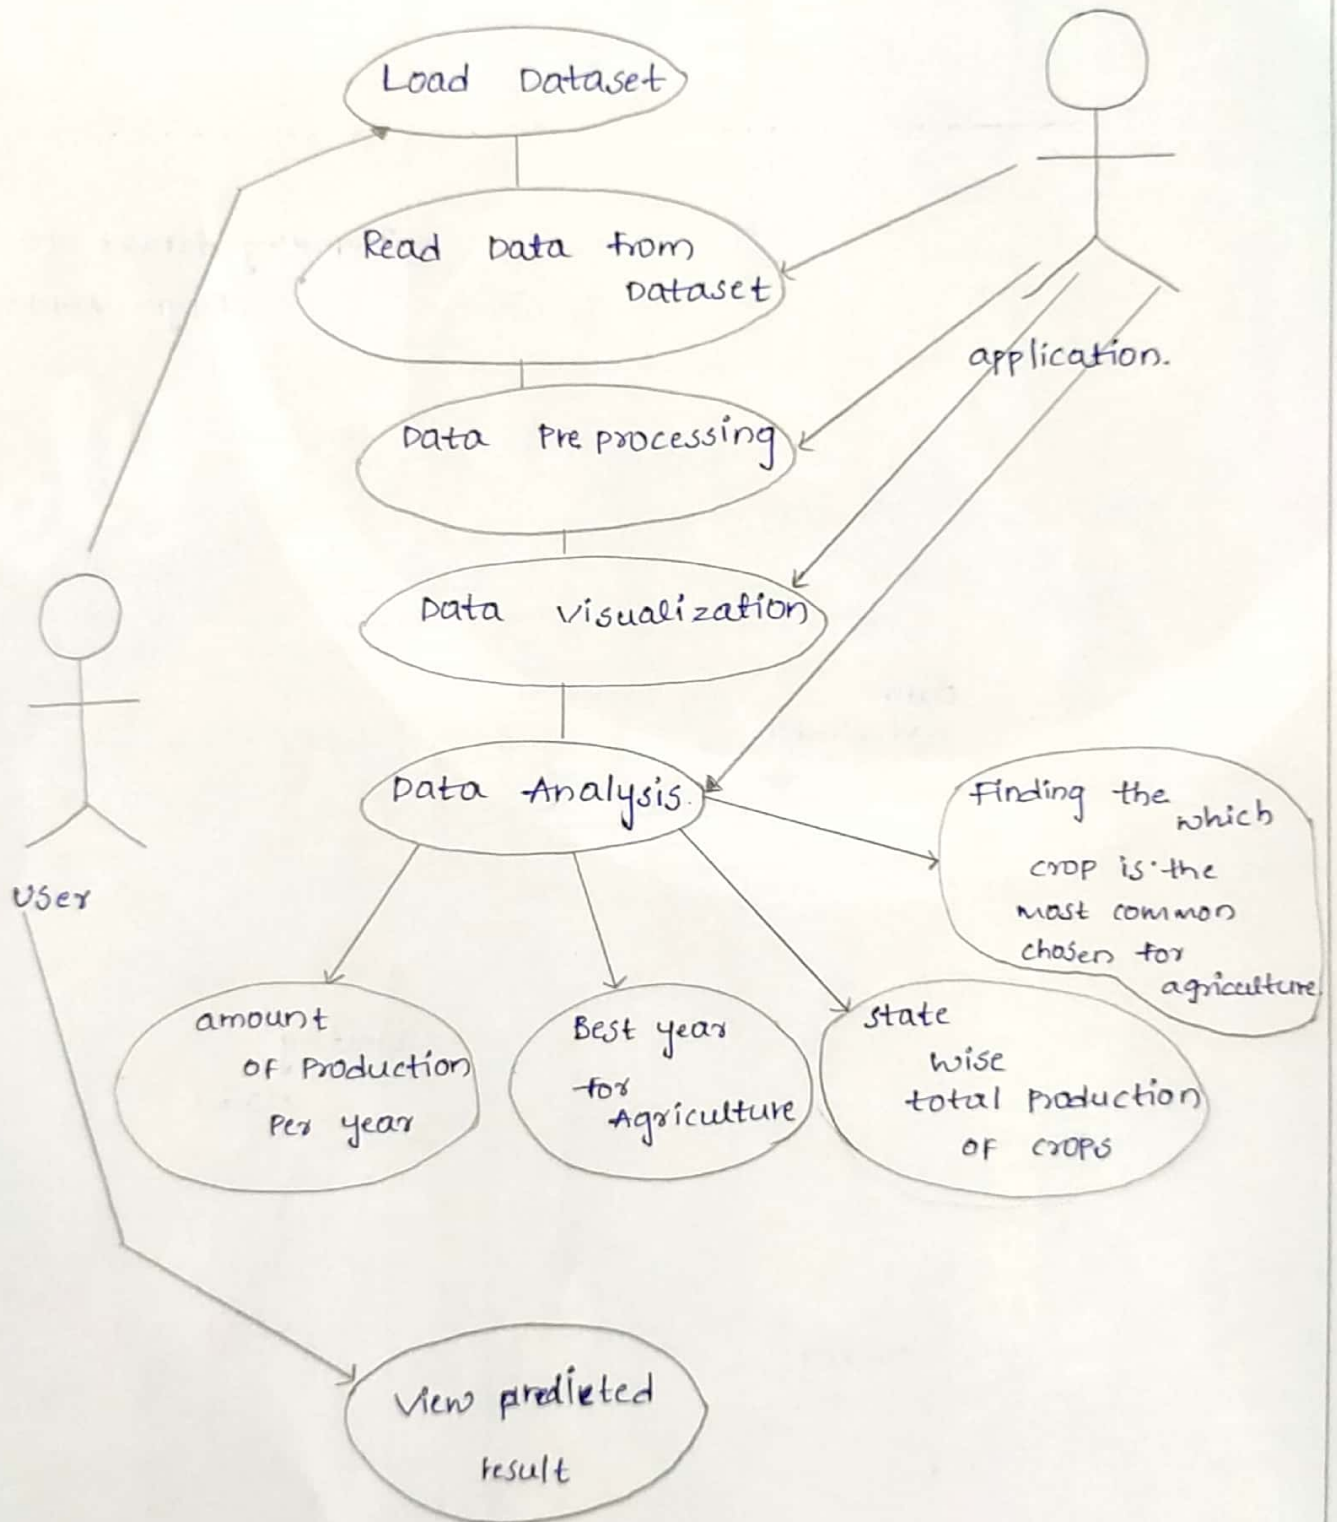 Load Dataset
Read Data from
Dataset
application.
Data Pre processing
Data Visualization
Data Analysis.
Finding the
which
crop is the
most common
chosen for
agriculture
User
amount
of Production
Per year
Best year
for
Agriculture
state
wise
total production
of crops
View predicted
result